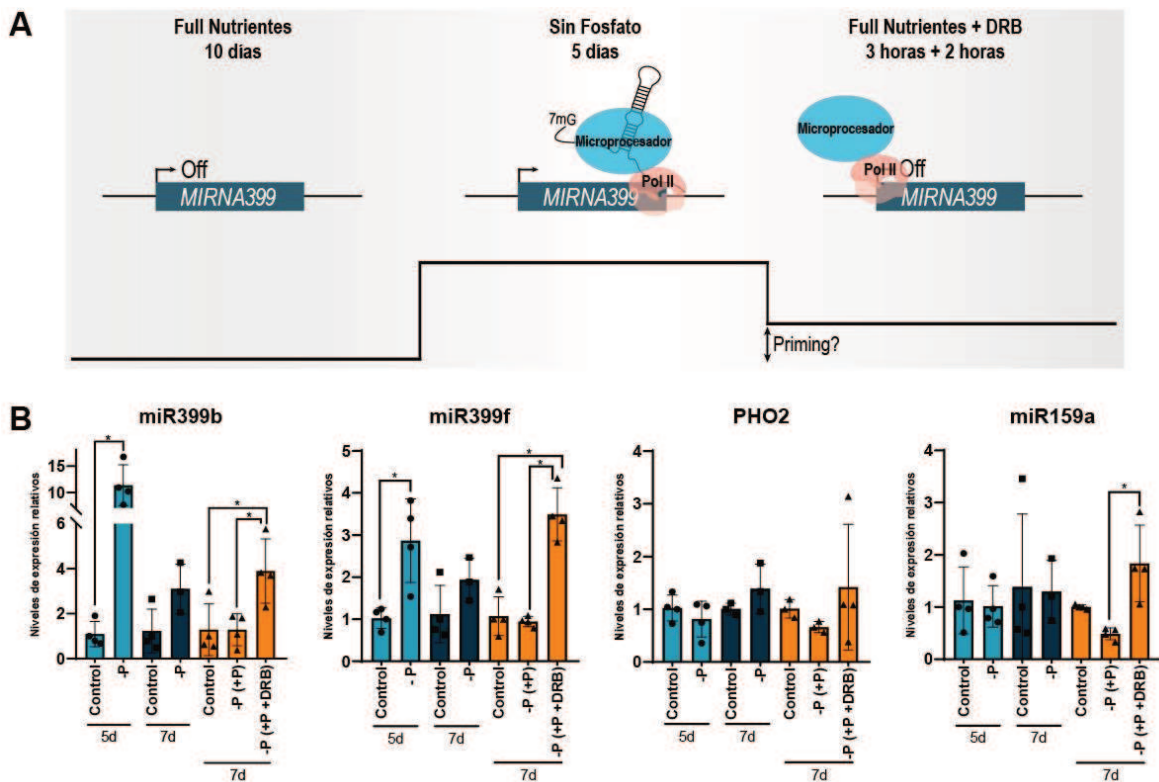 A
Full Nutrientes
10 días
Sin Fosfato
5 días
Full Nutrientes + DRB
3 horas + 2 horas
Off
MIRNA399
7mG
Microprocesador
Pol II
MIRNA399
Microprocesador
Pol II
Off
MIRNA399
Priming?
B
miR399b
Niveles de expresión relativos
15
10
6
4
2
0
*
*
*
Control
-P
Control
-P
Control
-P (+P)
-P (+P +DRB)
5d
7d
7d
miR399f
Niveles de expresión relativos
5
4
3
2
1
0
*
*
*
Control
-P
Control
-P
Control
-P (+P)
-P (+P +DRB)
5d
7d
7d
PHO2
Niveles de expresión relativos
4
3
2
1
0
Control
-P
Control
-P
Control
-P (+P)
-P (+P +DRB)
5d
7d
7d
miR159a
Niveles de expresión relativos
4
3
2
1
0
*
Control
-P
Control
-P
Control
-P (+P)
-P (+P +DRB)
5d
7d
7d